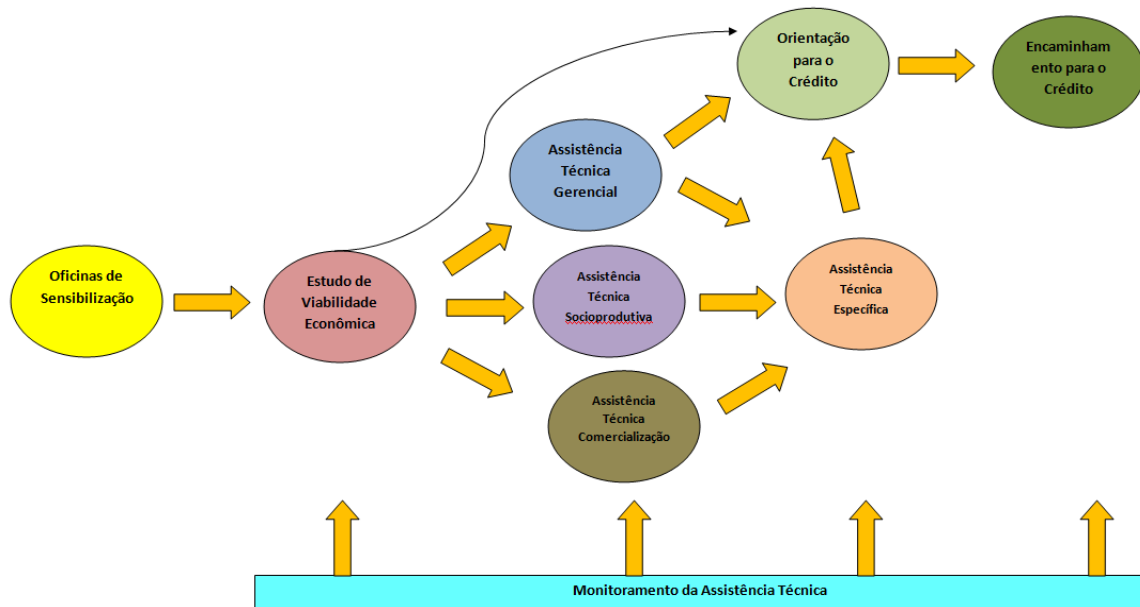 Orientação
para o
Crédito
Encaminham
ento para o
Crédito
Assistência
Técnica
Gerencial
Oficinas de
Sensibilização
Estudo de
Viabilidade
Econômica
Assistência
Técnica
Socioprodutiva
Assistência
Técnica
Específica
Assistência
Técnica
Comercialização
Monitoramento da Assistência Técnica